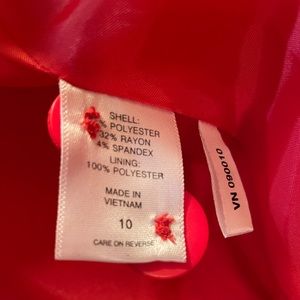 SHELL:
% POLYESTER
32% RAYON
4% SPANDEX
LINING:
100% POLYESTER
MADE IN
VIETNAM
10
CARE ON REVERSE
VN 090010